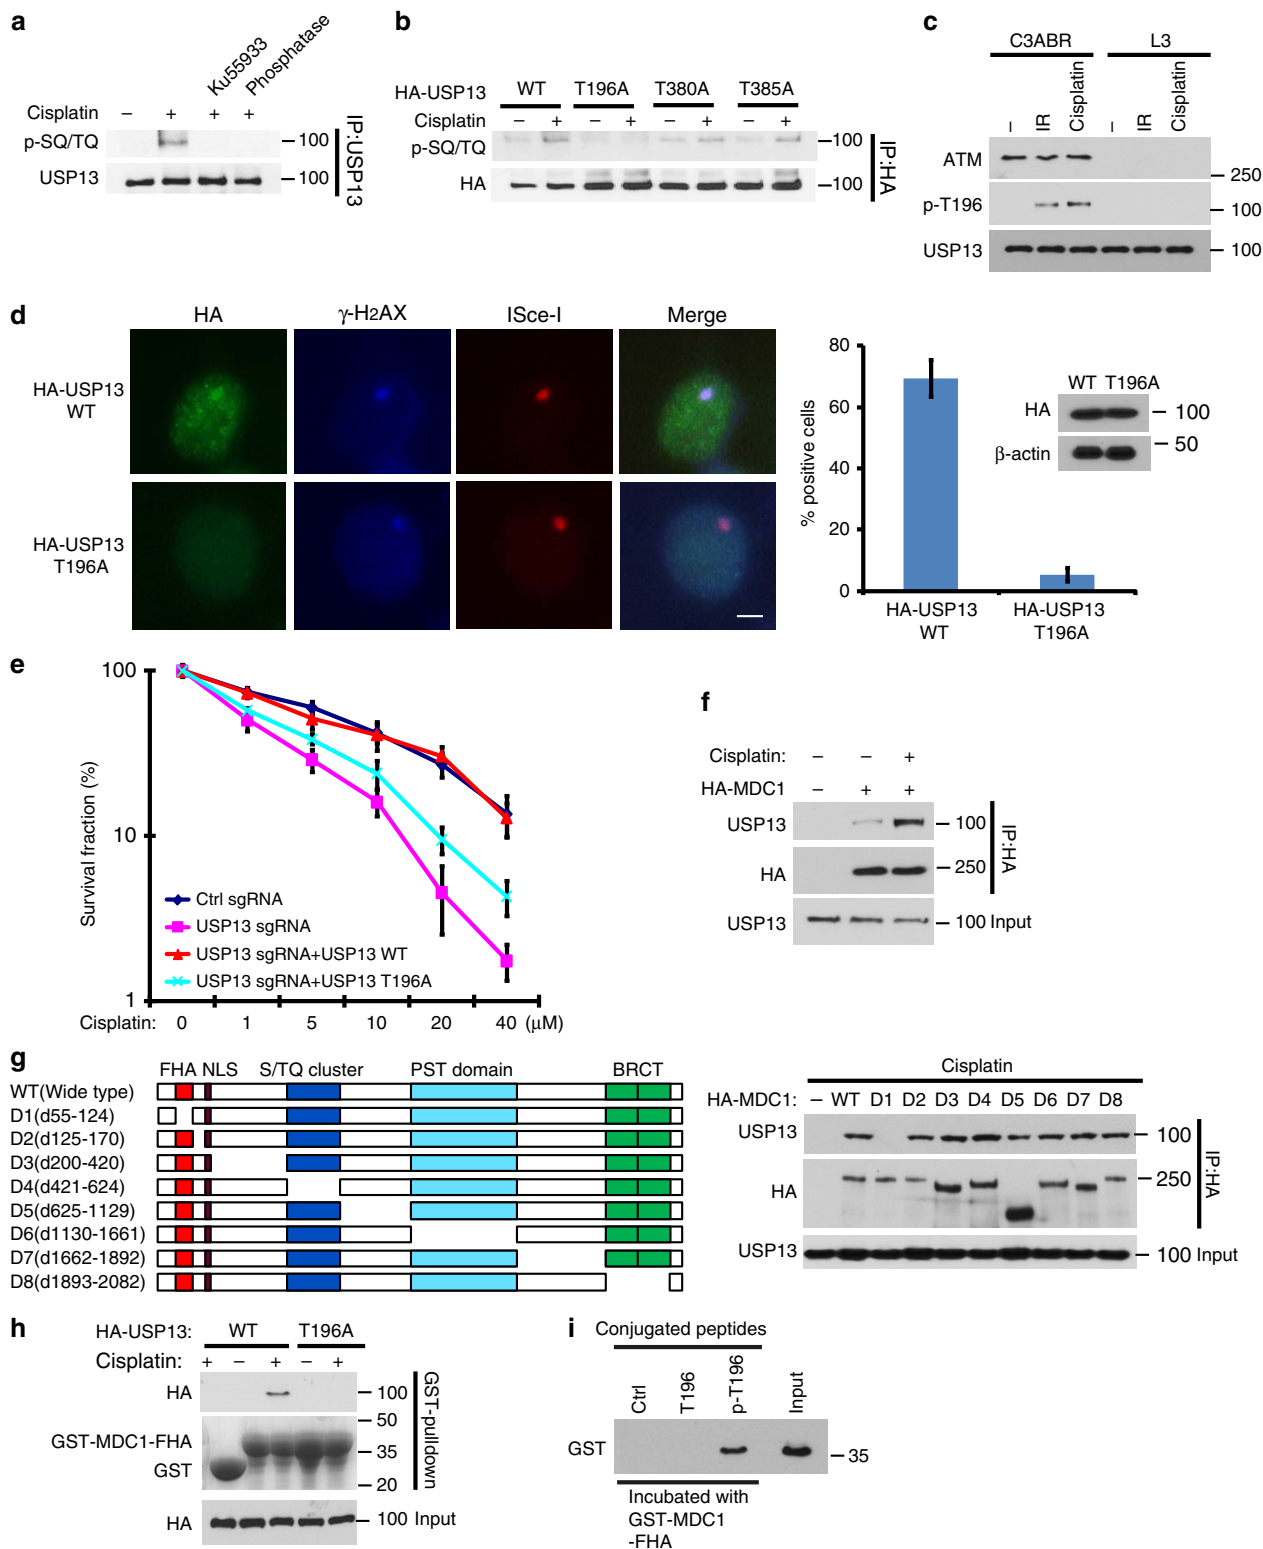 a
Ku55933
Phosphatase
Cisplatin – + + +
p-SQ/TQ – 100
USP13 – 100
IP:USP13
b
HA-USP13 WT T196A T380A T385A
Cisplatin – + – + – + – +
p-SQ/TQ – 100
HA – 100
IP:HA
c
C3ABR L3
– IR Cisplatin – IR Cisplatin
ATM
250
p-T196 – 100
USP13 – 100
d
HA γ-H2AX ISce-I Merge
HA-USP13
WT
HA-USP13
T196A
% positive cells
80
60
40
20
0
HA-USP13
WT
HA-USP13
T196A
WT T196A
HA – 100
β-actin – 50
e
Survival fraction (%)
100
10
1
Ctrl sgRNA
USP13 sgRNA
USP13 sgRNA+USP13 WT
USP13 sgRNA+USP13 T196A
Cisplatin: 0 1 5 10 20 40 (μM)
f
Cisplatin: – – +
HA-MDC1 – + +
USP13 – 100
HA – 250
IP:HA
USP13 – 100 Input
g
FHA NLS S/TQ cluster PST domain BRCT
WT(Wide type)
D1(d55-124)
D2(d125-170)
D3(d200-420)
D4(d421-624)
D5(d625-1129)
D6(d1130-1661)
D7(d1662-1892)
D8(d1893-2082)
Cisplatin
HA-MDC1: – WT D1 D2 D3 D4 D5 D6 D7 D8
USP13 – 100
HA – 250
IP:HA
USP13 – 100 Input
h
HA-USP13: WT T196A
Cisplatin: + – + – +
HA – 100
50
GST-MDC1-FHA – 35
GST
20
GST-pulldown
HA – 100 Input
i
Conjugated peptides
Ctrl T196 p-T196 Input
GST – 35
Incubated with
GST-MDC1
-FHA